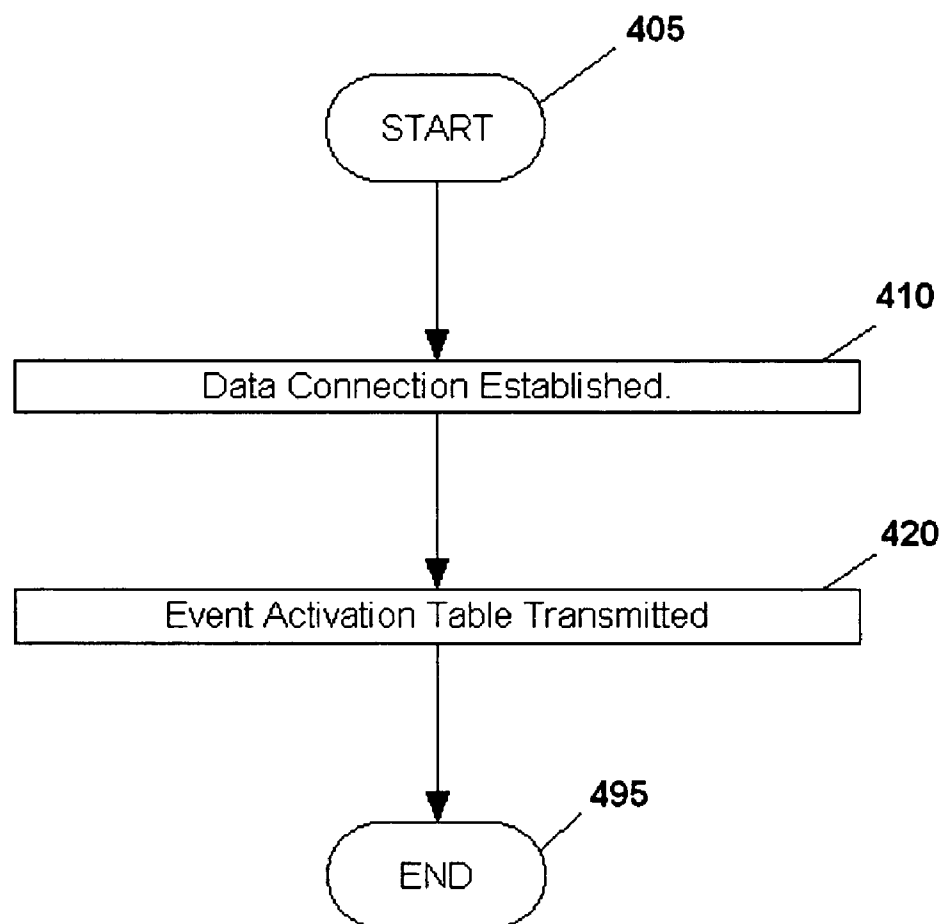 405
START
410
Data Connection Established.
420
Event Activation Table Transmitted
495
END